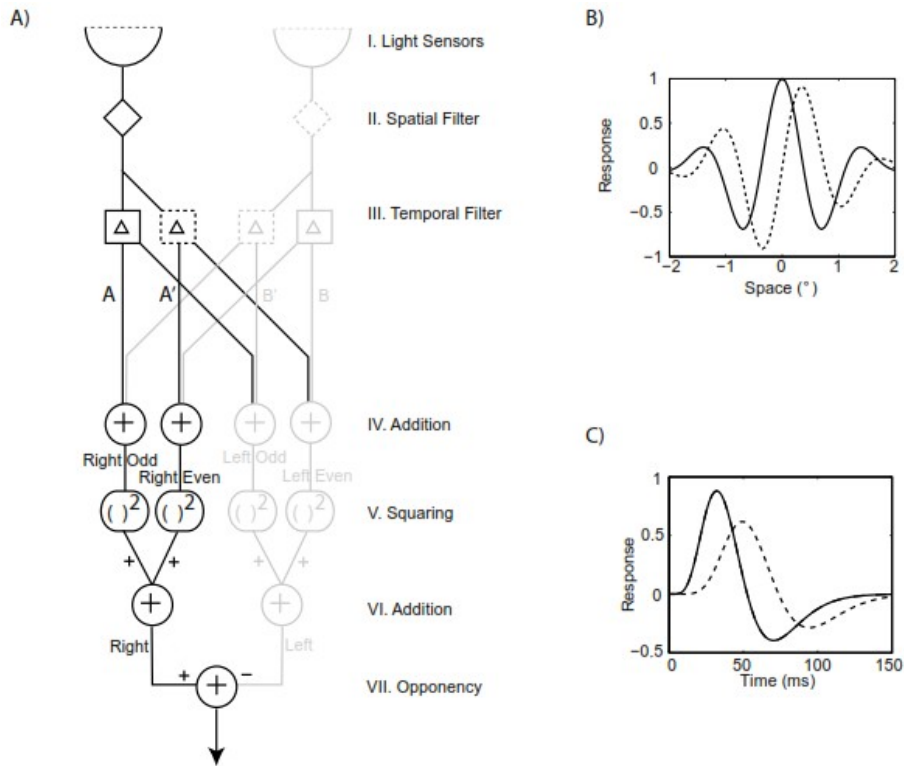 A)
I. Light Sensors
II. Spatial Filter
III. Temporal Filter
Δ Δ Δ Δ
A A′ B' B
+ + + +
IV. Addition
Right Odd
Left Odd
Right Even
Left Even
( )² ( )² ( )² ( )²
V. Squaring
+ + + +
+ +
VI. Addition
Right
Left
+ −
+
VII. Opponency
B)
1
0.5
0
−0.5
−1
−2 −1 0 1 2
Response
Space (°)
C)
1
0.5
0
−0.5
0 50 100 150
Response
Time (ms)